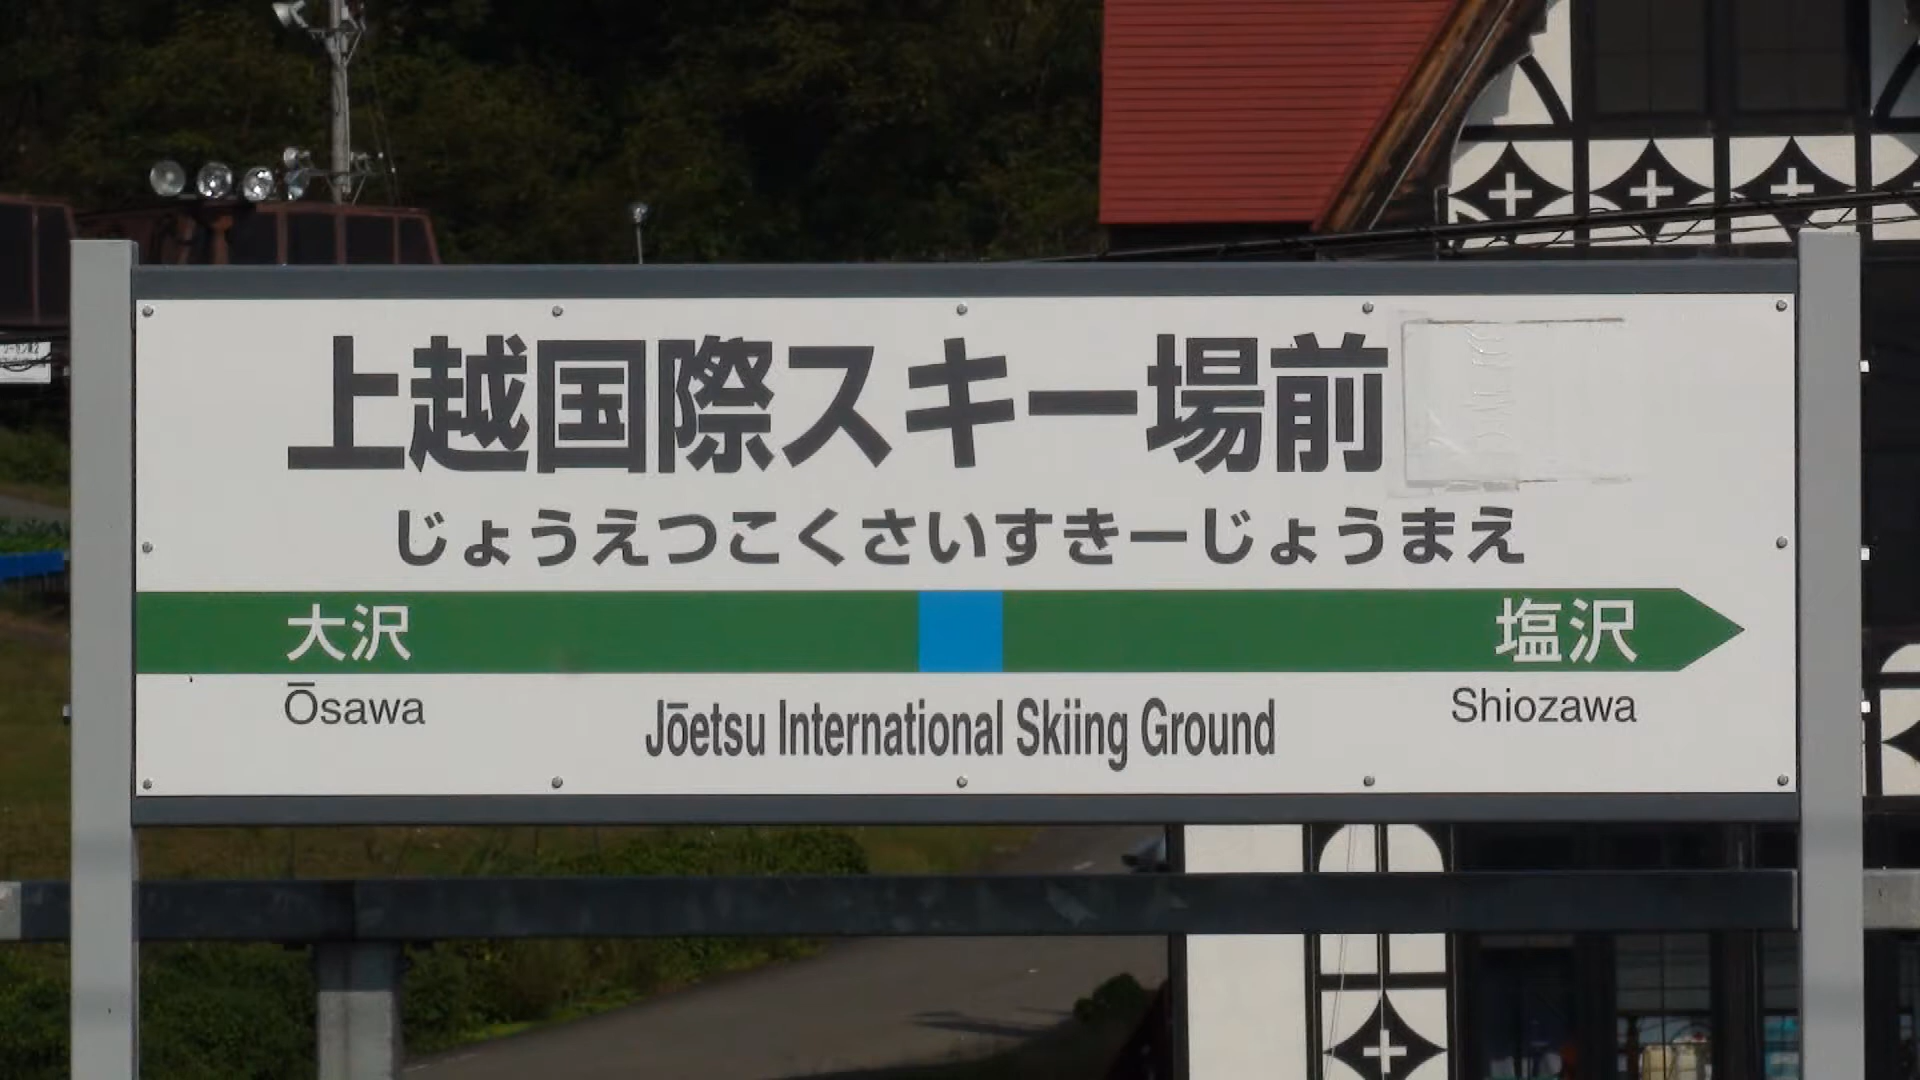 上越国際スキー場前
じょうえつこくさいすきーじょうまえ
大沢 塩沢
Ōsawa Shiozawa
Jōetsu International Skiing Ground